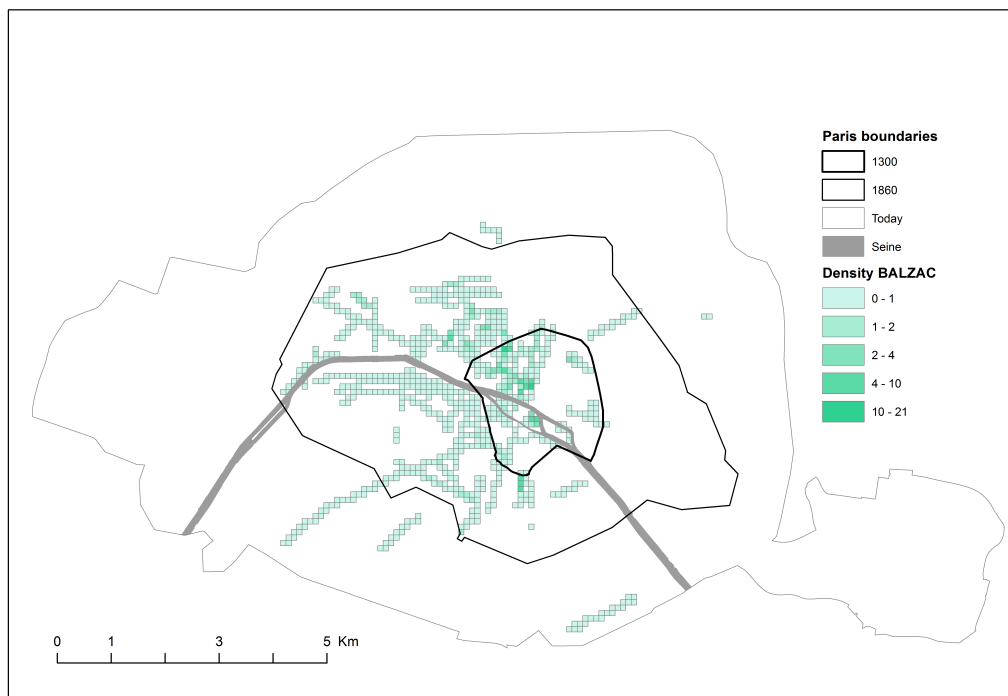 Paris boundaries
1300
1860
Today
Seine
Density BALZAC
0 - 1
1 - 2
2 - 4
4 - 10
10 - 21
0 1 3 5 Km